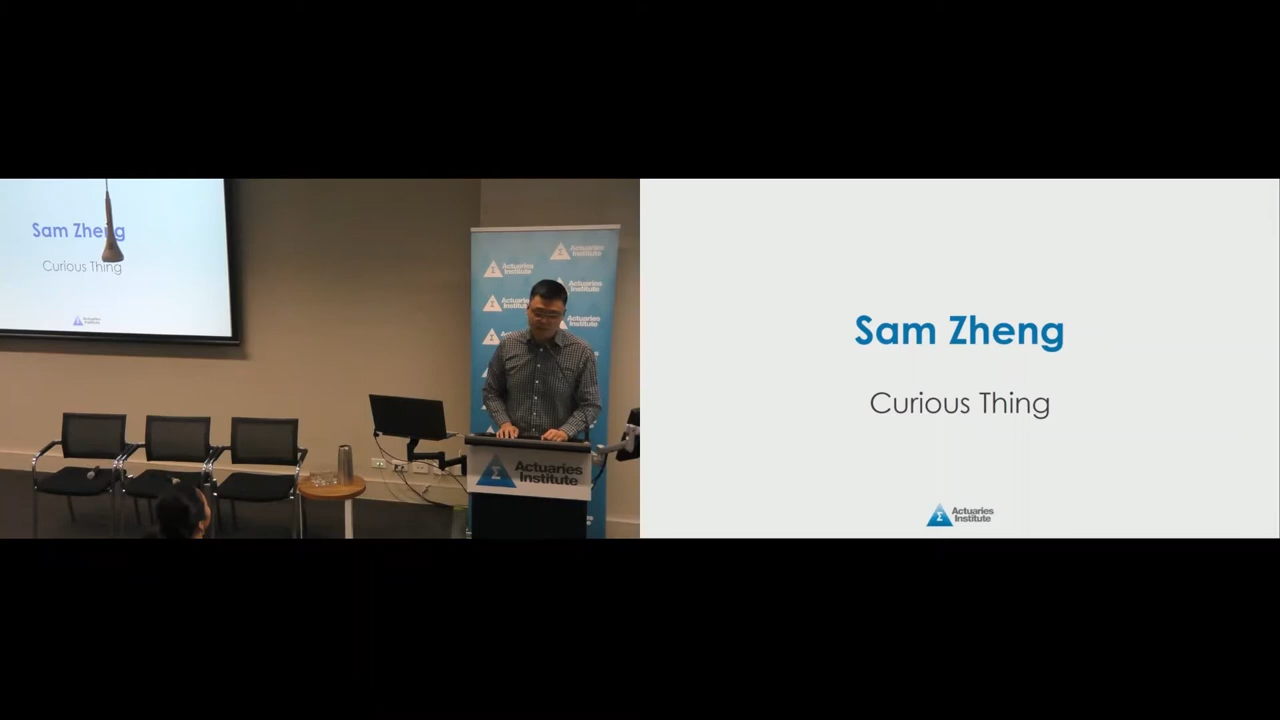 Sam Zheng
Curious Thing
Actuaries
Institute
Actuaries
Institute
Actuaries
Institute
Actuaries
Institute
Actuaries
Institute
Sam Zheng
Curious Thing
Actuaries
Institute